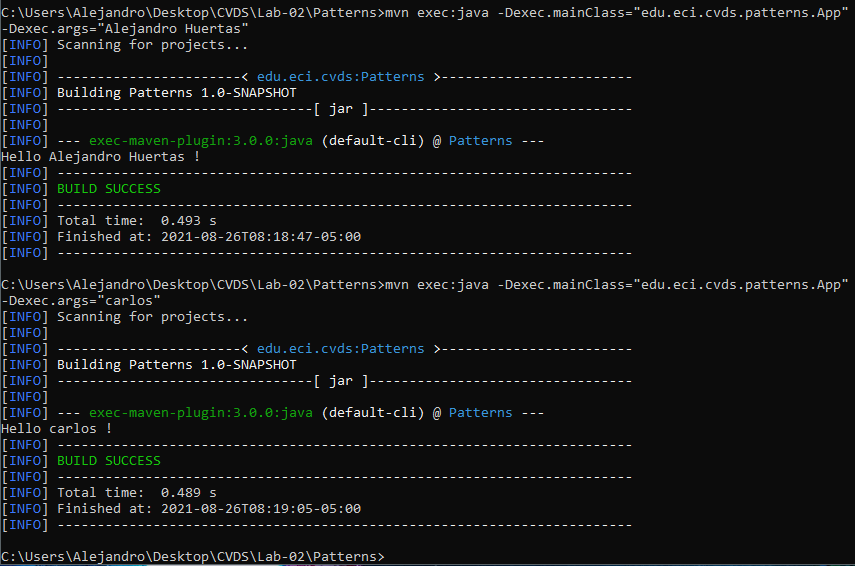 C:\Users\Alejandro\Desktop\CVDS\Lab-02\Patterns>mvn exec:java -Dexec.mainClass="edu.eci.cvds.patterns.App"
-Dexec.args="Alejandro Huertas"
[INFO] Scanning for projects...
[INFO]
[INFO] -----------------------< edu.eci.cvds:Patterns >------------------------
[INFO] Building Patterns 1.0-SNAPSHOT
[INFO] --------------------------------[ jar ]---------------------------------
[INFO]
[INFO] --- exec-maven-plugin:3.0.0:java (default-cli) @ Patterns ---
Hello Alejandro Huertas !
[INFO] ------------------------------------------------------------------------
[INFO] BUILD SUCCESS
[INFO] ------------------------------------------------------------------------
[INFO] Total time:  0.493 s
[INFO] Finished at: 2021-08-26T08:18:47-05:00
[INFO] ------------------------------------------------------------------------
C:\Users\Alejandro\Desktop\CVDS\Lab-02\Patterns>mvn exec:java -Dexec.mainClass="edu.eci.cvds.patterns.App"
-Dexec.args="carlos"
[INFO] Scanning for projects...
[INFO]
[INFO] -----------------------< edu.eci.cvds:Patterns >------------------------
[INFO] Building Patterns 1.0-SNAPSHOT
[INFO] --------------------------------[ jar ]---------------------------------
[INFO]
[INFO] --- exec-maven-plugin:3.0.0:java (default-cli) @ Patterns ---
Hello carlos !
[INFO] ------------------------------------------------------------------------
[INFO] BUILD SUCCESS
[INFO] ------------------------------------------------------------------------
[INFO] Total time:  0.489 s
[INFO] Finished at: 2021-08-26T08:19:05-05:00
[INFO] ------------------------------------------------------------------------
C:\Users\Alejandro\Desktop\CVDS\Lab-02\Patterns>